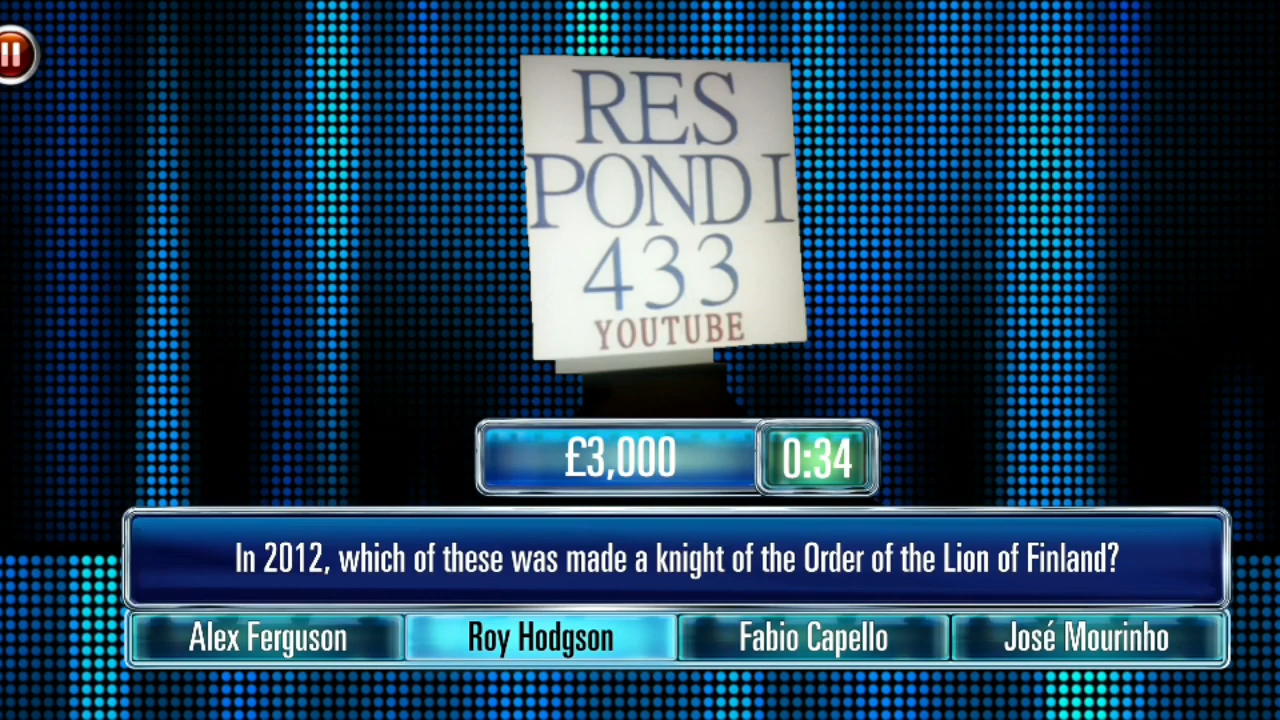 RES
POND I
433
YOUTUBE
£3,000
0:34
In 2012, which of these was made a knight of the Order of the Lion of Finland?
Alex Ferguson
Roy Hodgson
Fabio Capello
José Mourinho